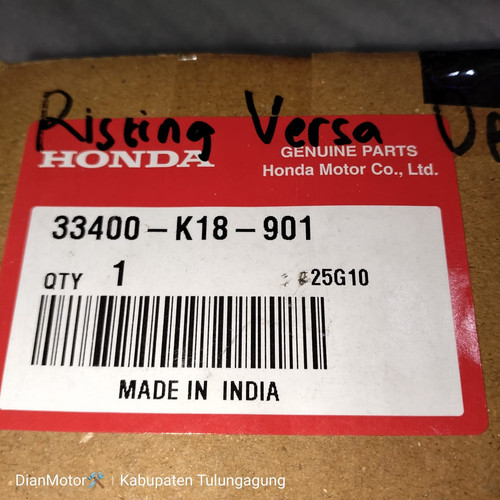 Risting Versa
HONDA
GENUINE PARTS
Honda Motor Co., Ltd.
33400-K18-901
QTY 1
25G10
MADE IN INDIA
DianMotor🛠️ | Kabupaten Tulungagung